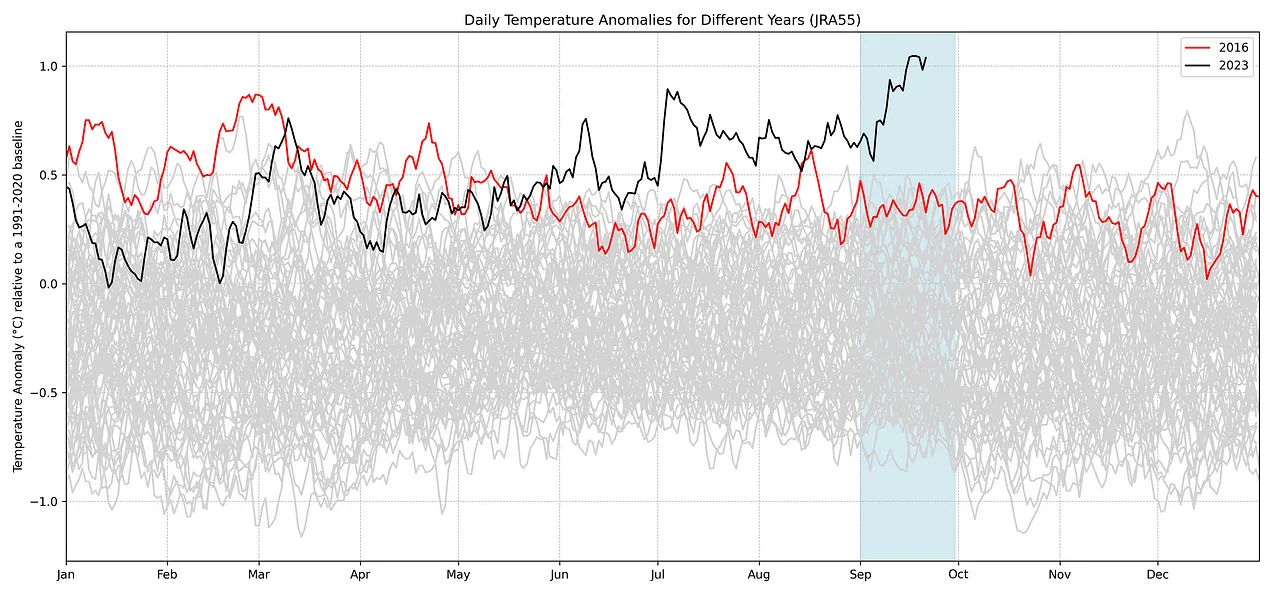 Daily Temperature Anomalies for Different Years (JRA55)
2016
2023
Temperature Anomaly (°C) relative to a 1991-2020 baseline
1.0
0.5
0.0
−0.5
−1.0
Jan Feb Mar Apr May Jun Jul Aug Sep Oct Nov Dec